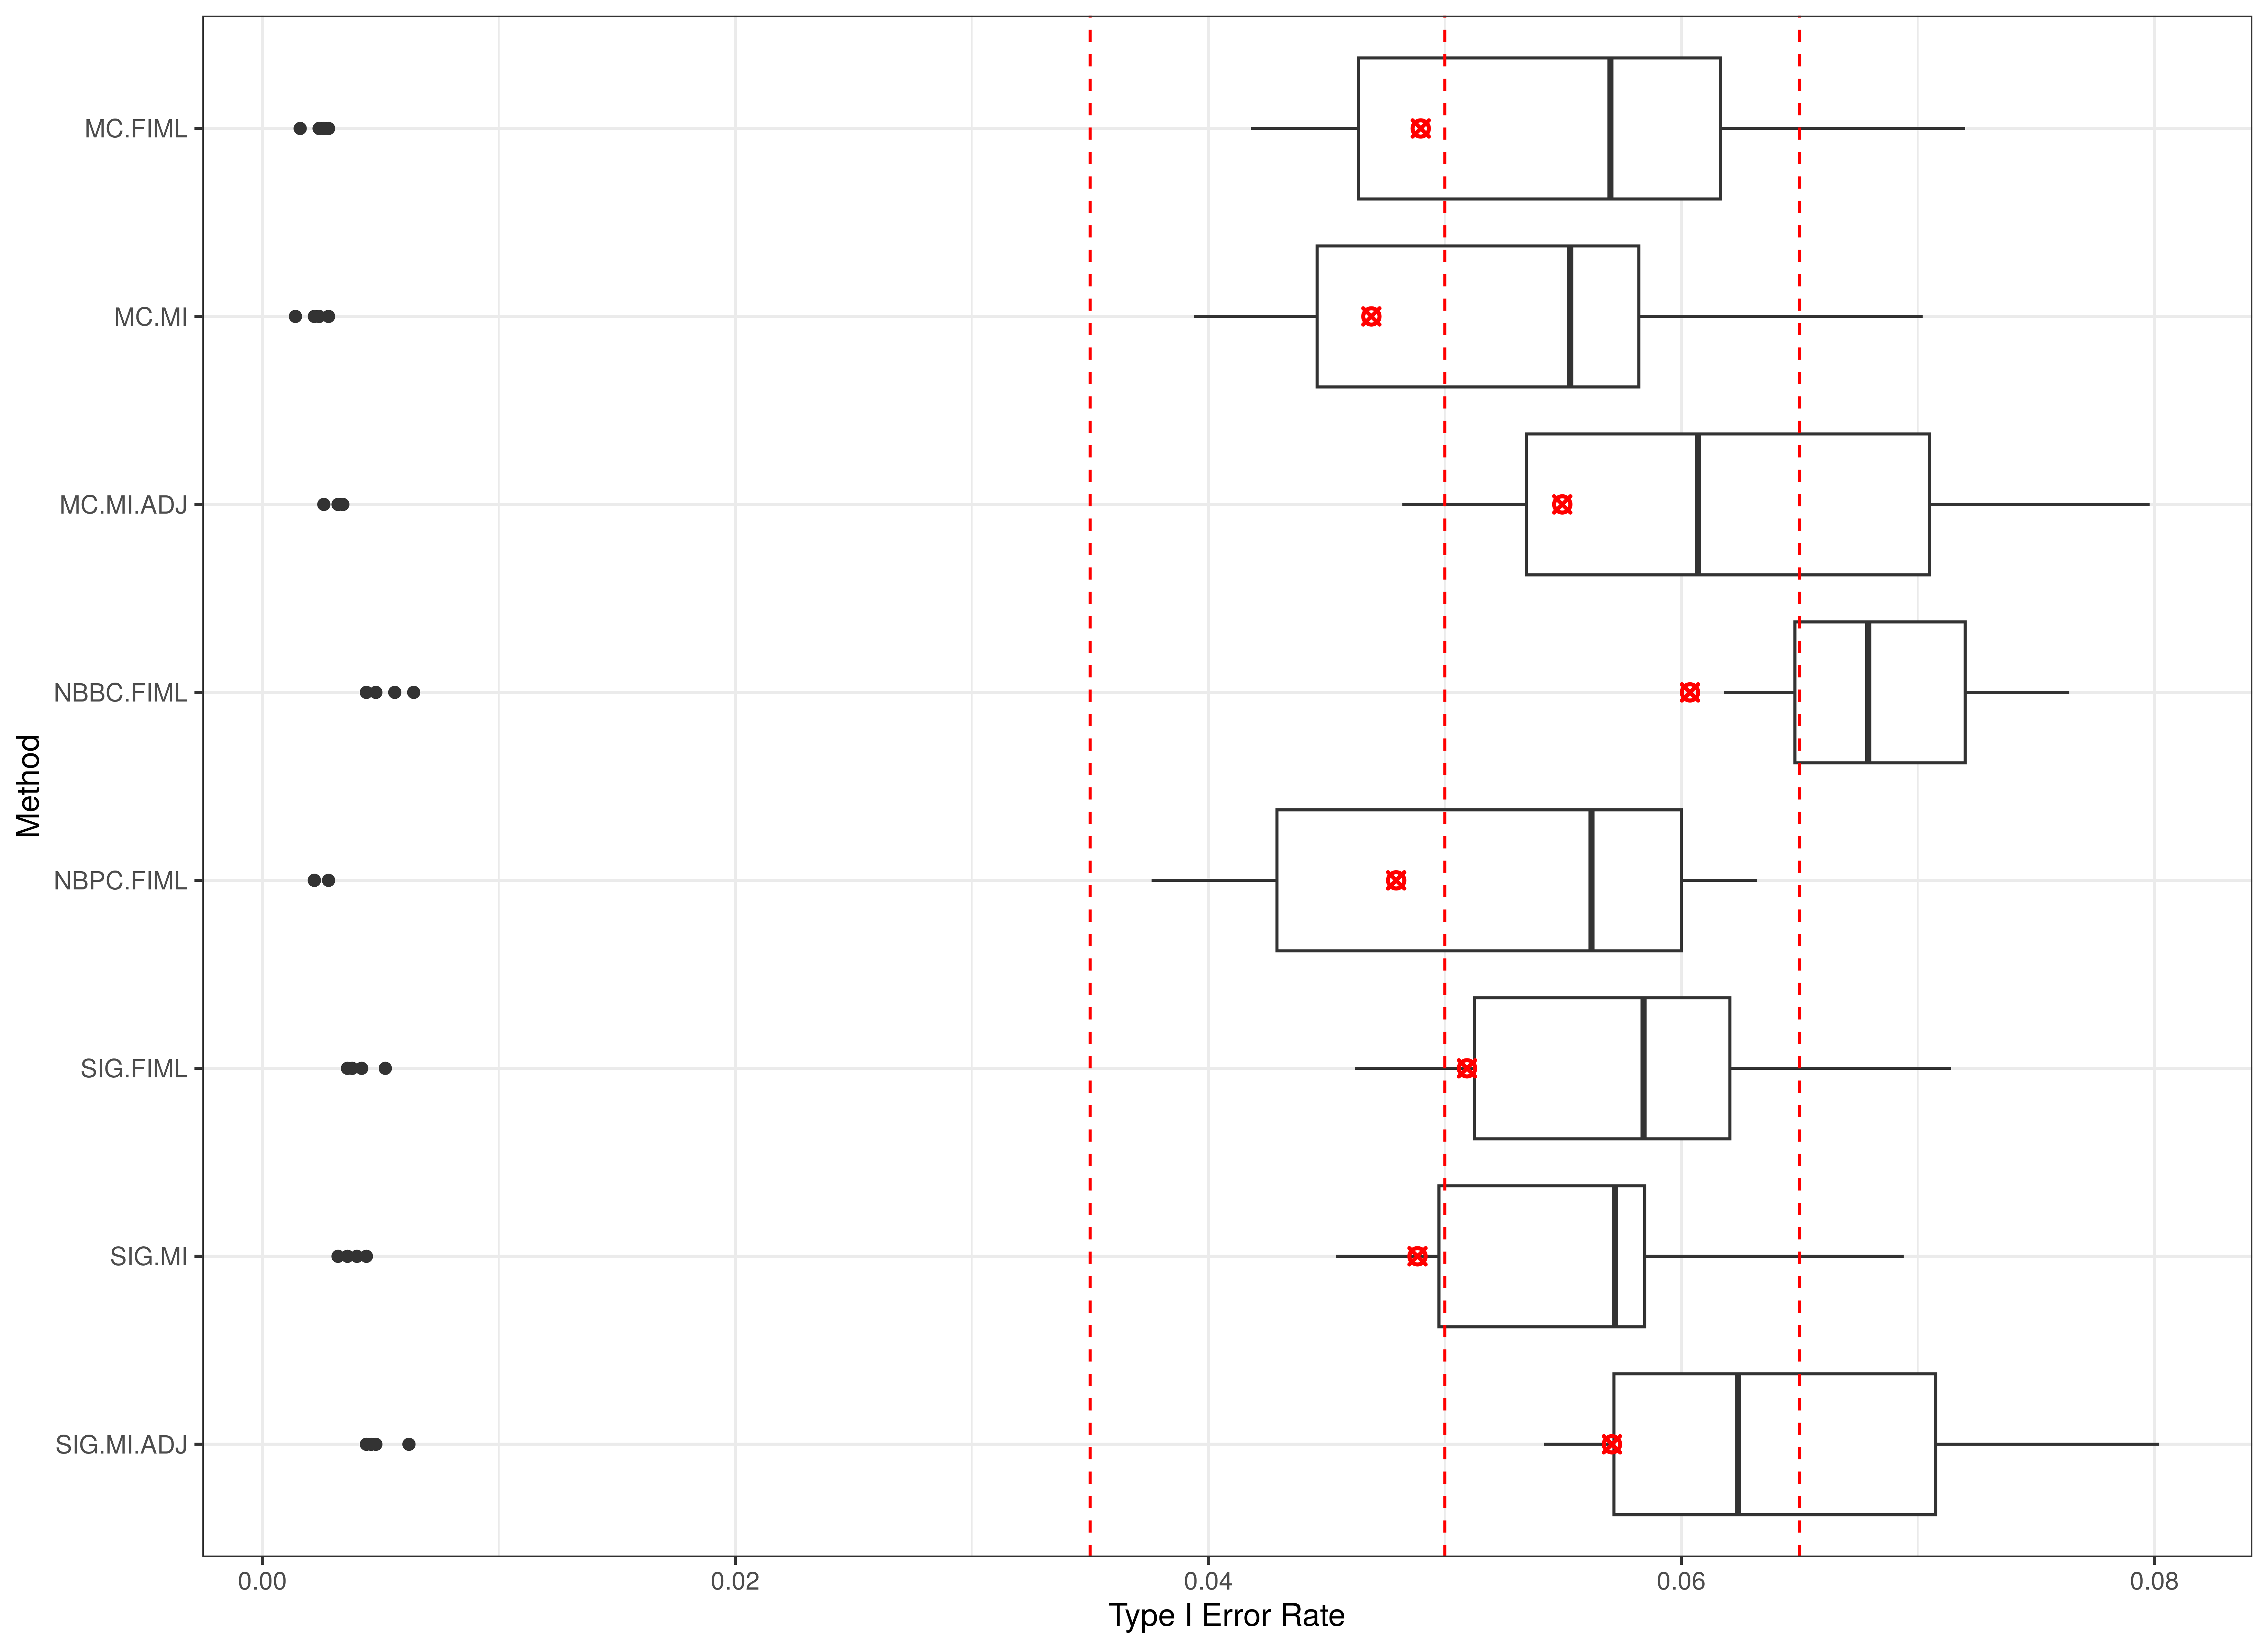 MC.FIML
MC.MI
MC.MI.ADJ
NBBC.FIML
NBPC.FIML
SIG.FIML
SIG.MI
SIG.MI.ADJ
Method
0.00 0.02 0.04 0.06 0.08
Type I Error Rate